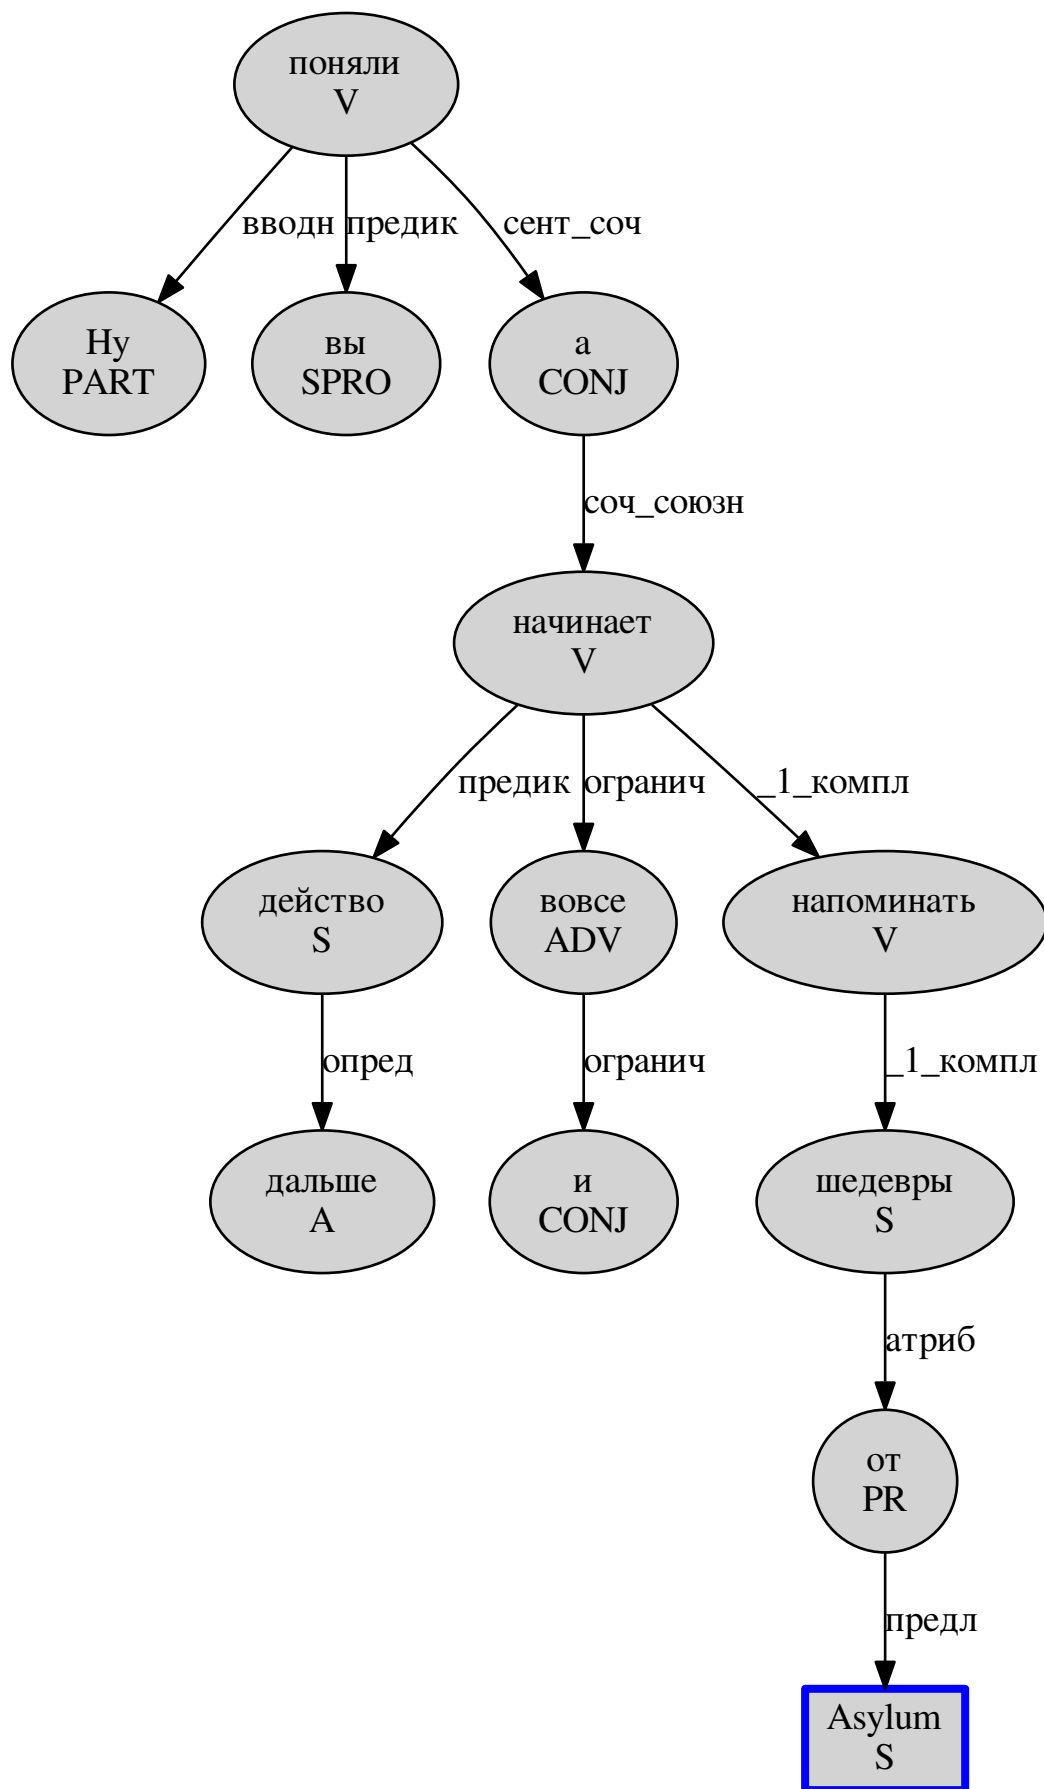 поняли
V
вводн
предик
сент_соч
Ну
PART
вы
SPRO
а
CONJ
соч_союзн
начинает
V
предик
огранич
_1_компл
действо
S
вовсе
ADV
напоминать
V
опред
огранич
_1_компл
дальше
A
и
CONJ
шедевры
S
атриб
от
PR
предл
Asylum
S